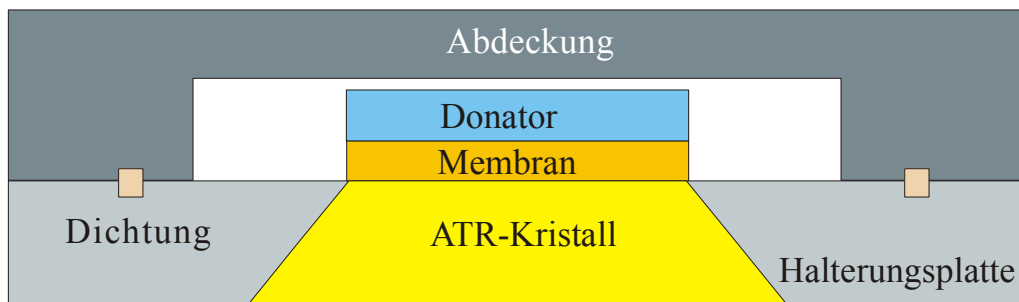 Abdeckung
Donator
Membran
Dichtung
ATR-Kristall
Halterungsplatte